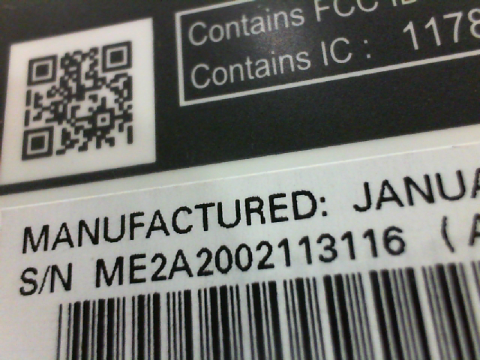 Contains FCC ID
Contains IC : 1178
MANUFACTURED: JANUA
S/N ME2A2002113116 (A